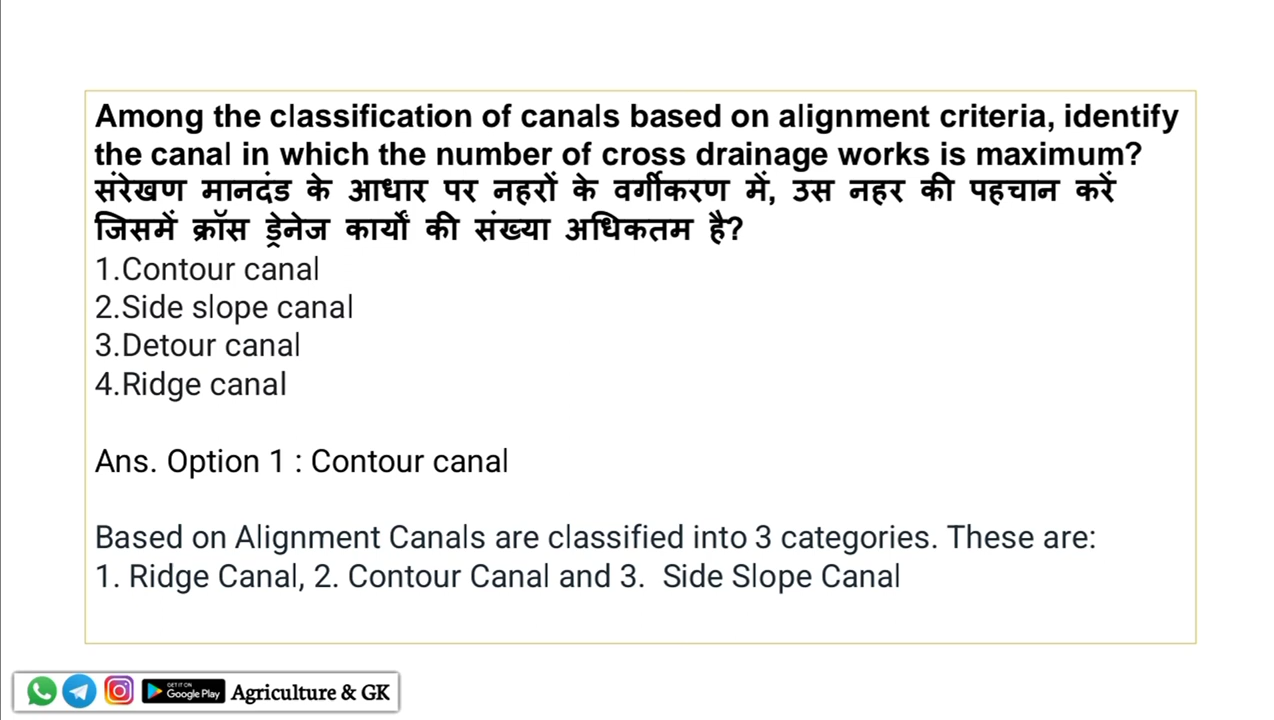 Among the classification of canals based on alignment criteria, identify
the canal in which the number of cross drainage works is maximum?
संरेखण मानदंड के आधार पर नहरों के वर्गीकरण में, उस नहर की पहचान करें
जिसमें क्रॉस ड्रेनेज कार्यों की संख्या अधिकतम है?
1.Contour canal
2.Side slope canal
3.Detour canal
4.Ridge canal
Ans. Option 1 : Contour canal
Based on Alignment Canals are classified into 3 categories. These are:
1. Ridge Canal, 2. Contour Canal and 3. Side Slope Canal
GET IT ON
Google Play
Agriculture & GK